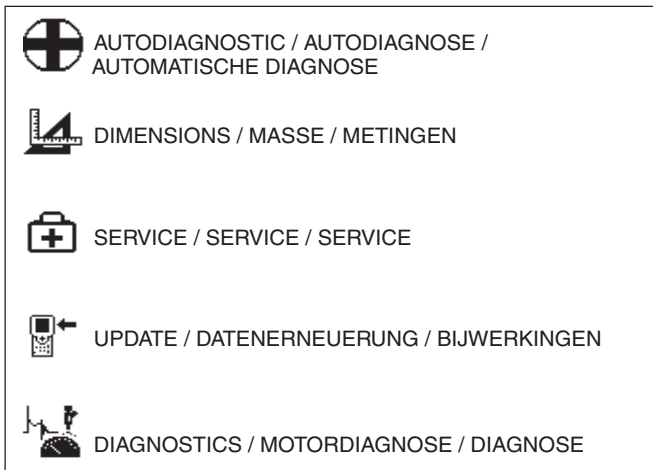 AUTODIAGNOSTIC / AUTODIAGNOSE /
AUTOMATISCHE DIAGNOSE
DIMENSIONS / MASSE / METINGEN
SERVICE / SERVICE / SERVICE
UPDATE / DATENERNEUERUNG / BIJWERKINGEN
DIAGNOSTICS / MOTORDIAGNOSE / DIAGNOSE